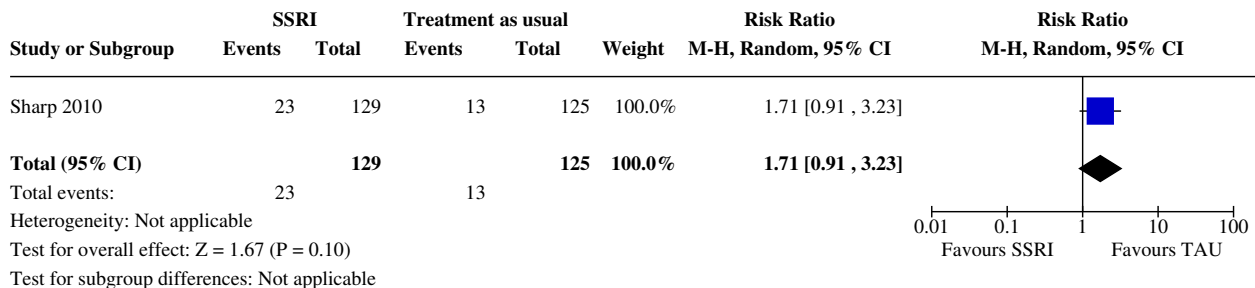 SSRI Treatment as usual Risk Ratio Risk Ratio
Study or Subgroup Events Total Events Total Weight M-H, Random, 95% CI M-H, Random, 95% CI
Sharp 2010 23 129 13 125 100.0% 1.71 [0.91 , 3.23]
Total (95% CI) 129 125 100.0% 1.71 [0.91 , 3.23]
Total events: 23 13
Heterogeneity: Not applicable
0.01 0.1 1 10 100
Test for overall effect: Z = 1.67 (P = 0.10) Favours SSRI Favours TAU
Test for subgroup differences: Not applicable